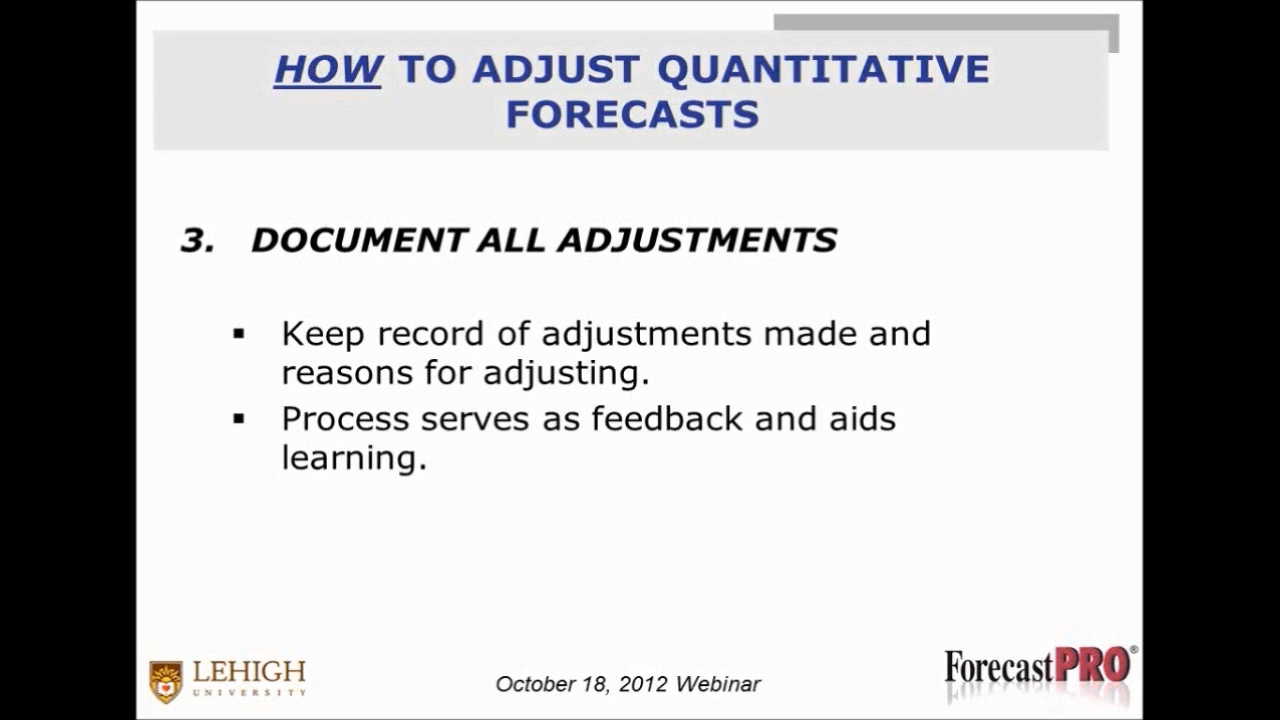 HOW TO ADJUST QUANTITATIVE
FORECASTS
3. DOCUMENT ALL ADJUSTMENTS
▪ Keep record of adjustments made and
reasons for adjusting.
▪ Process serves as feedback and aids
learning.
LEHIGH
UNIVERSITY
October 18, 2012 Webinar
ForecastPRO®